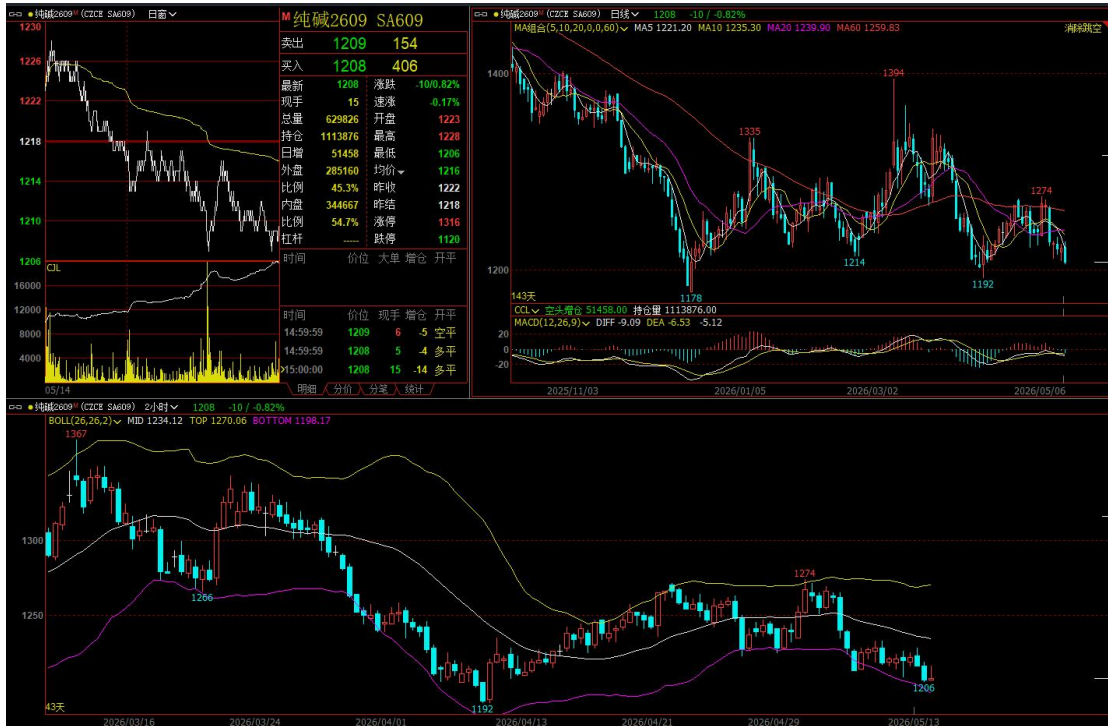 纯碱2609M (CZCE SA609) 日窗
1230
1226
1222
1218
1214
1210
1206
CJL
16000
12000
8000
4000
05/14
M 纯碱2609 SA609
卖出 1209 154
买入 1208 406
最新 1208 涨跌 -10/0.82%
现手 15 速涨 -0.17%
总量 629826 开盘 1223
持仓 1113876 最高 1228
日增 51458 最低 1206
外盘 285160 均价 1216
比例 45.3% 昨收 1222
内盘 344667 昨结 1218
比例 54.7% 涨停 1316
杠杆 ----- 跌停 1120
时间 价位 大单 增仓 开平
时间 价位 现手 增仓 开平
14:59:59 1209 6 -5 空平
14:59:59 1208 5 -4 多平
15:00:00 1208 15 -14 多平
明细 分价 分笔 统计
纯碱2609M (CZCE SA609) 日线 1208 -10 / -0.82%
MA组合(5,10,20,0,0,60) MA5 1221.20 MA10 1235.30 MA20 1239.90 MA60 1259.83 消除跳空
1400
1394
1335
1274
1214
1200
1192
1178
143天
CCL 空头增仓 51458.00 持仓量 1113876.00
MACD(12,26,9) DIFF -9.09 DEA -6.53 -5.12
20
-20
2025/11/03 2026/01/05 2026/03/02 2026/05/06
纯碱2609M (CZCE SA609) 2小时 1208 -10 / -0.82%
BOLL(26,26,2) MID 1234.12 TOP 1270.06 BOTTOM 1198.17
1367
1300
1274
1266
1250
1206
1192
43天
2026/03/16 2026/03/24 2026/04/01 2026/04/13 2026/04/21 2026/04/29 2026/05/13